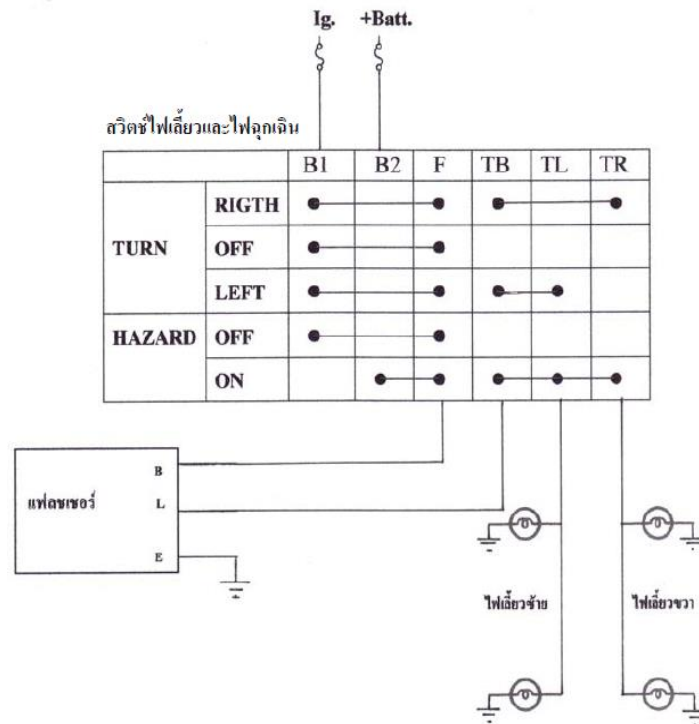 Ig. +Batt.
สวิตช์ไฟเลี้ยวและไฟฉุกเฉิน
B1 B2 F TB TL TR
TURN
RIGTH
OFF
LEFT
HAZARD
OFF
ON
แฟลชเชอร์
B
L
E
ไฟเลี้ยวซ้าย ไฟเลี้ยวขวา